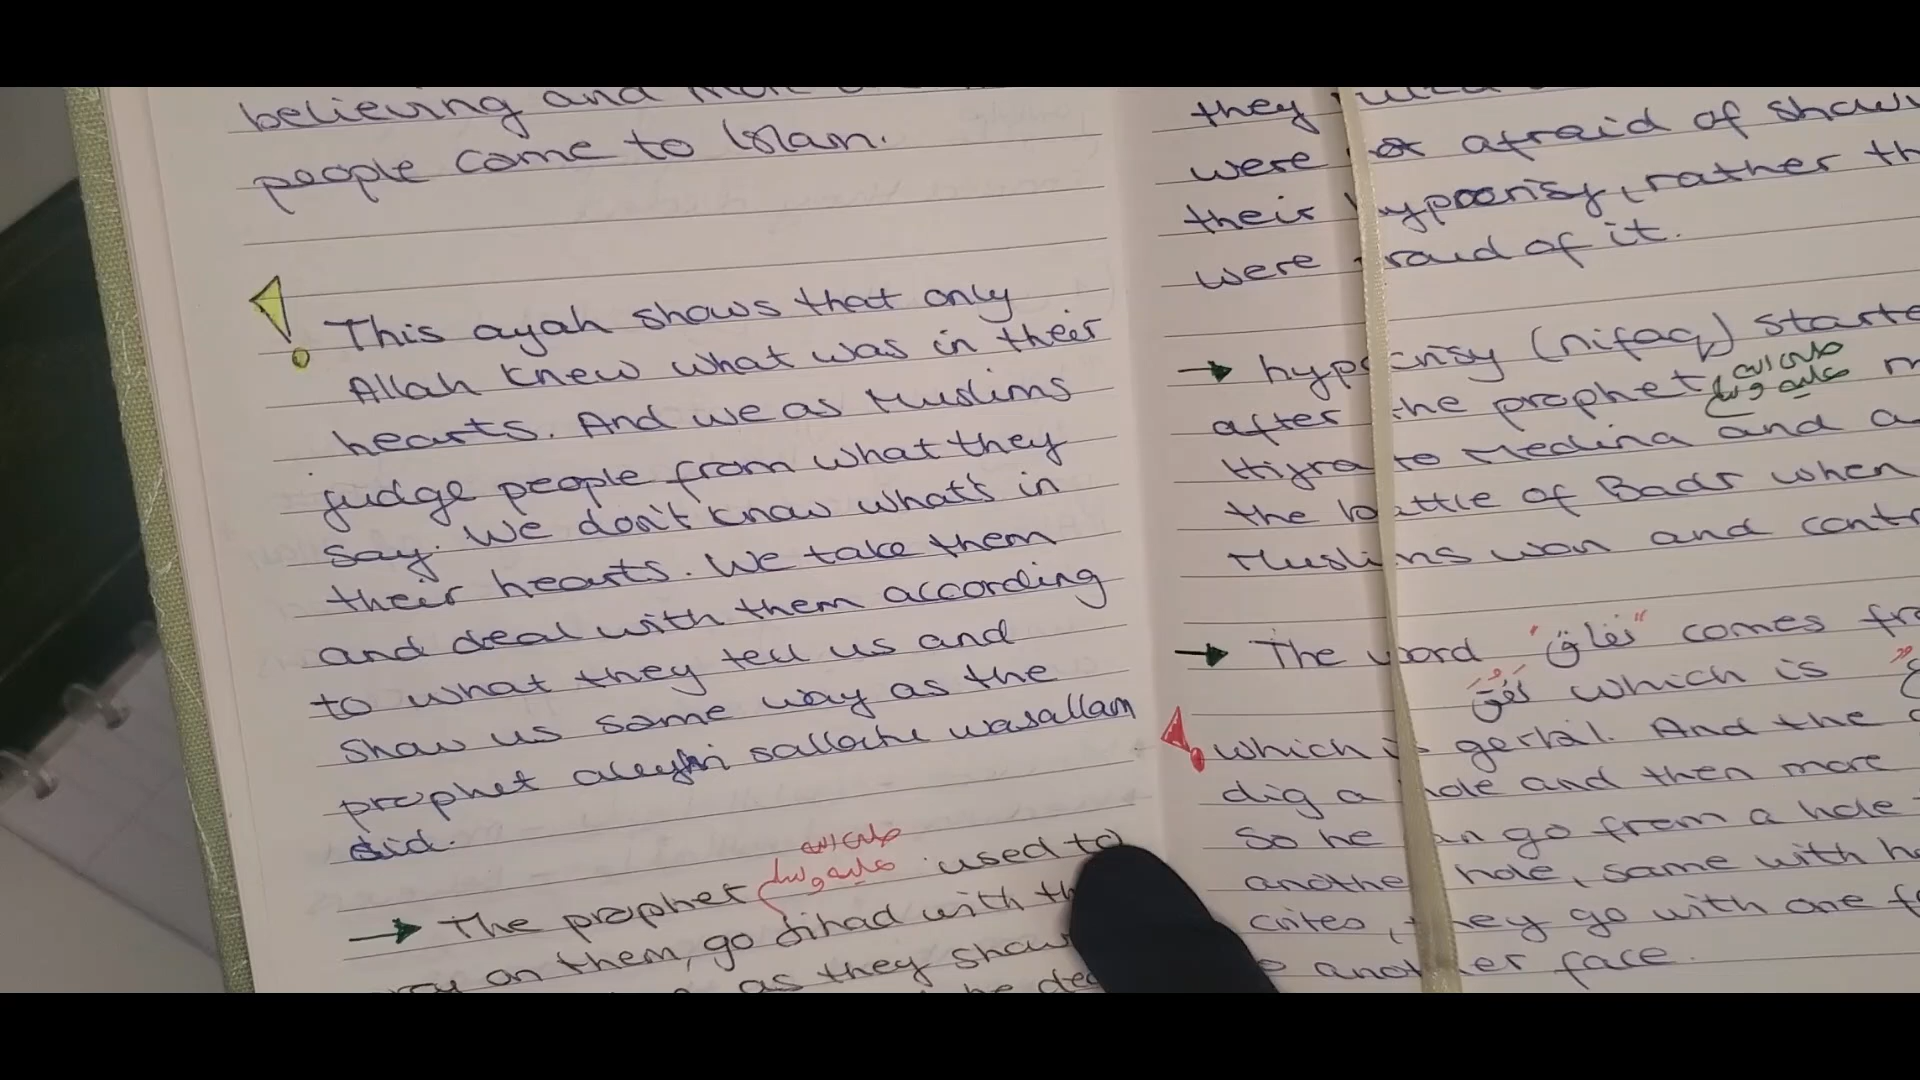 believing and
people come to Islam.
This ayah shows that only
Allah knew what was in their
hearts. And we as Muslims
judge people from what they
say. We don't know what's in
their hearts. We take them
and deal with them according
to what they tell us and
show us same way as the
prophet aleyhi sallallahu wasallam
did.
→ The prophet صلى الله عليه وسلم used to
on them, go Jihad with
as they show
he
they
were afraid of show
their hypocrisy, rather th
were afraid of it.
→ hypocrisy (nifaq) starte
after the prophet صلى الله عليه وسلم m
Hijra to Medina and a
the battle of Badr when
Muslims won and contr
→ The word "نفاق" comes fr
نفق which is
which is gerbil. And the
dig a hole and then more
So he can go from a hole
another hole, same with h
crites, they go with one f
another face.